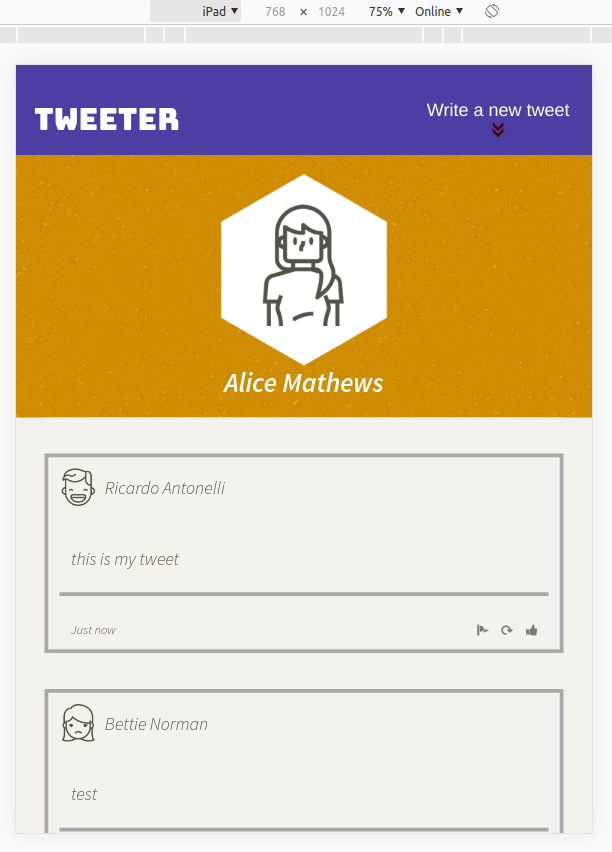 iPad ▼ 768 × 1024 75% ▼ Online ▼
TWEETER
Write a new tweet
Alice Mathews
Ricardo Antonelli
this is my tweet
Just now
Bettie Norman
test